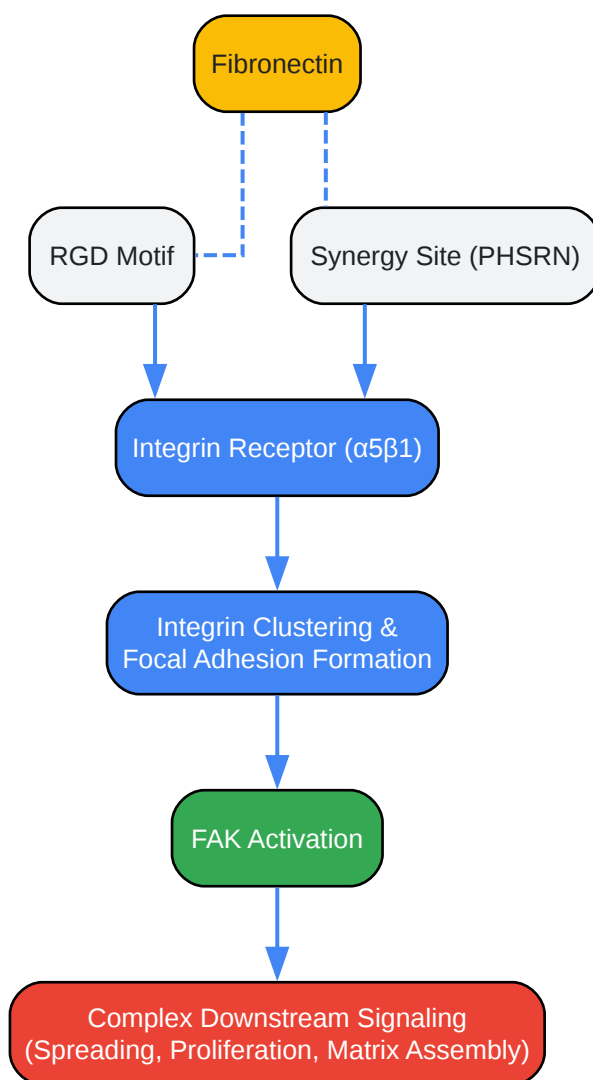 Fibronectin
RGD Motif
Synergy Site (PHSRN)
Integrin Receptor (α5β1)
Integrin Clustering &
Focal Adhesion Formation
FAK Activation
Complex Downstream Signaling
(Spreading, Proliferation, Matrix Assembly)